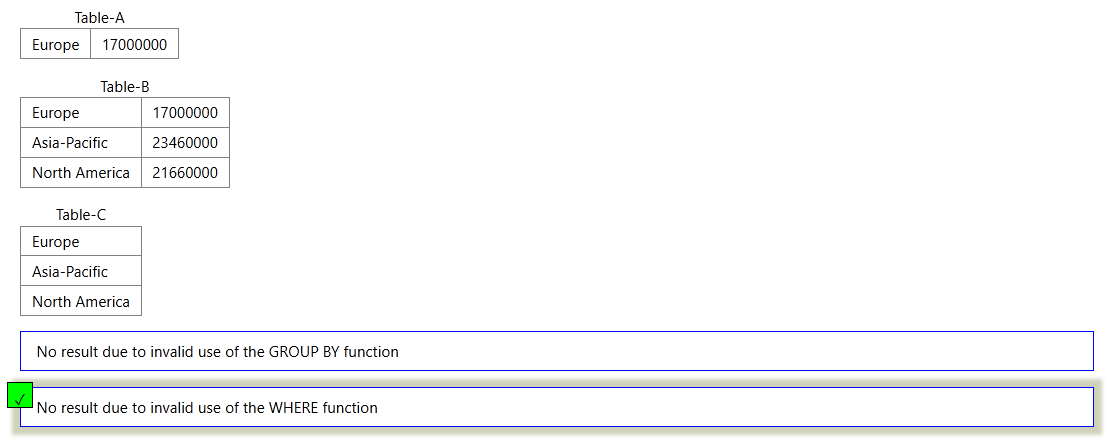 Table-A
Europe 17000000
Table-B
Europe 17000000
Asia-Pacific 23460000
North America 21660000
Table-C
Europe
Asia-Pacific
North America
No result due to invalid use of the GROUP BY function
✓
No result due to invalid use of the WHERE function